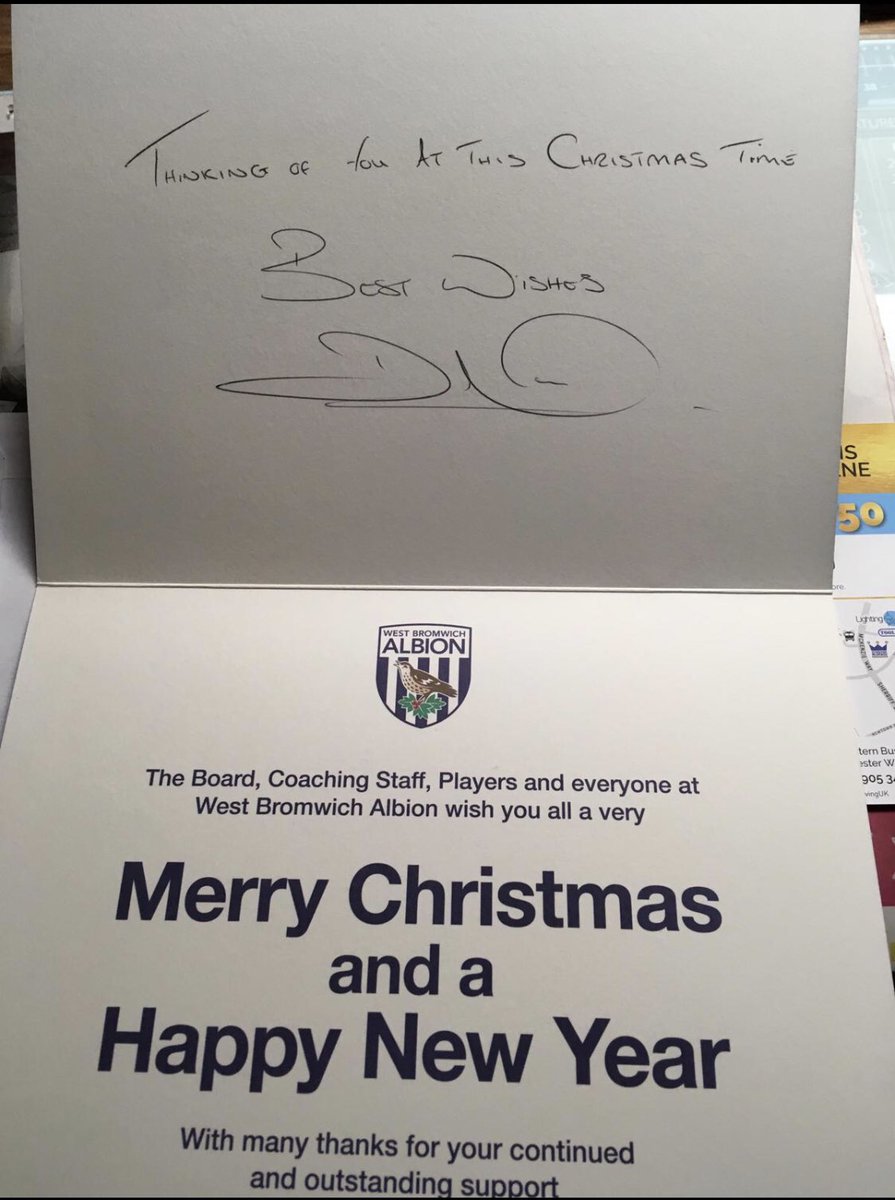 THINKING OF YOU AT THIS CHRISTMAS TIME
BEST WISHES
WEST BROMWICH
ALBION
The Board, Coaching Staff, Players and everyone at
West Bromwich Albion wish you all a very
Merry Christmas
and a
Happy New Year
With many thanks for your continued
and outstanding support
50
Lighting